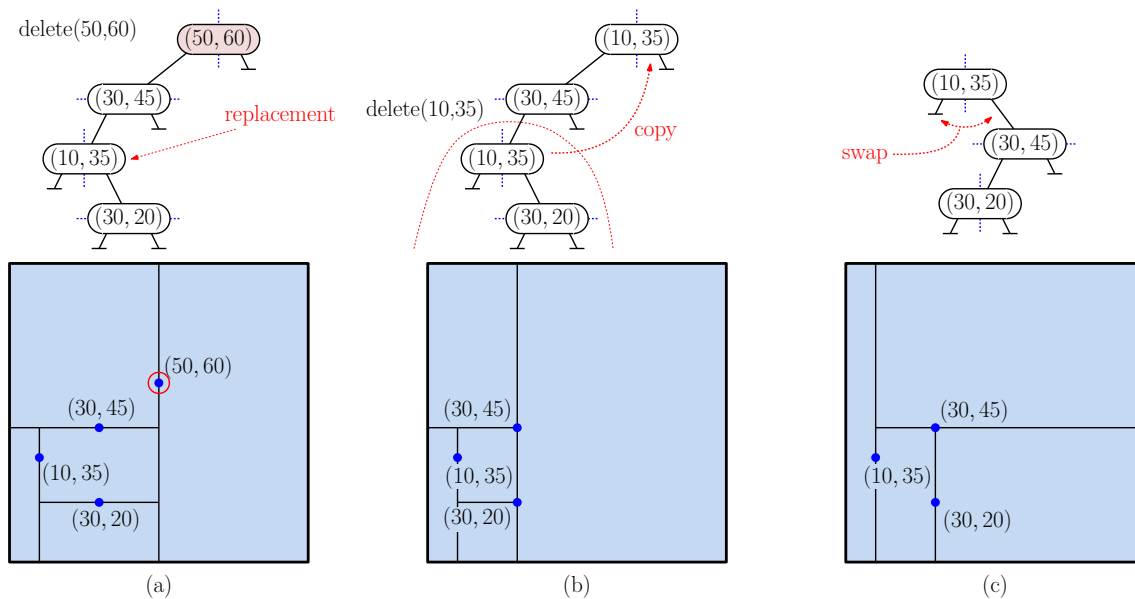 delete(50,60)
(50, 60)
(30, 45)
replacement
(10, 35)
(30, 20)
(50, 60)
(30, 45)
(10, 35)
(30, 20)
(a)
(10, 35)
(30, 45)
delete(10,35)
copy
(10, 35)
(30, 20)
(30, 45)
(10, 35)
(30, 20)
(b)
(10, 35)
(30, 45)
swap
(30, 20)
(30, 45)
(10, 35)
(30, 20)
(c)